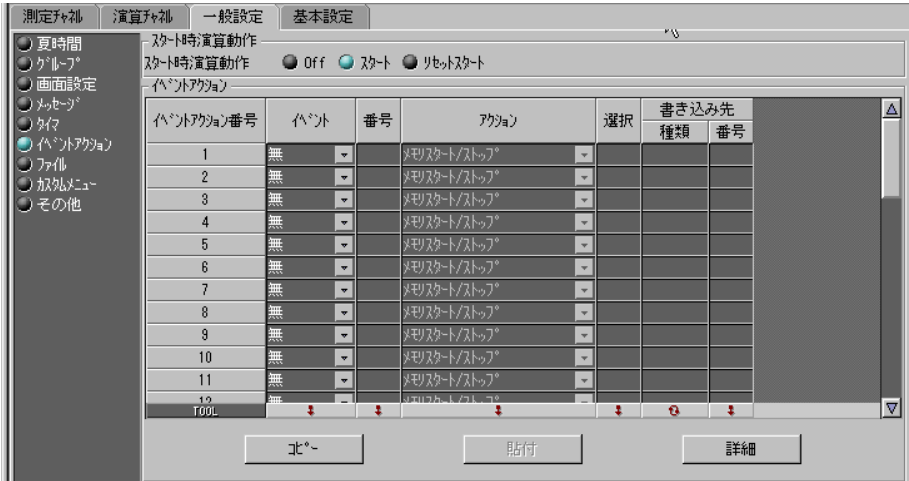 測定ﾁｬﾈﾙ 演算ﾁｬﾈﾙ 一般設定 基本設定
夏時間
ｸﾞﾙｰﾌﾟ
画面設定
ﾒｯｾｰｼﾞ
ﾀｲﾏ
ｲﾍﾞﾝﾄｱｸｼｮﾝ
ﾌｧｲﾙ
ｶｽﾀﾑﾒﾆｭｰ
その他
ｽﾀｰﾄ時演算動作
ｽﾀｰﾄ時演算動作 Off ｽﾀｰﾄ ﾘｾｯﾄｽﾀｰﾄ
ｲﾍﾞﾝﾄｱｸｼｮﾝ
ｲﾍﾞﾝﾄｱｸｼｮﾝ番号 ｲﾍﾞﾝﾄ 番号 ｱｸｼｮﾝ 選択 書き込み先
種類 番号
1 無 ﾒﾓﾘｽﾀｰﾄ/ｽﾄｯﾌﾟ
2 無 ﾒﾓﾘｽﾀｰﾄ/ｽﾄｯﾌﾟ
3 無 ﾒﾓﾘｽﾀｰﾄ/ｽﾄｯﾌﾟ
4 無 ﾒﾓﾘｽﾀｰﾄ/ｽﾄｯﾌﾟ
5 無 ﾒﾓﾘｽﾀｰﾄ/ｽﾄｯﾌﾟ
6 無 ﾒﾓﾘｽﾀｰﾄ/ｽﾄｯﾌﾟ
7 無 ﾒﾓﾘｽﾀｰﾄ/ｽﾄｯﾌﾟ
8 無 ﾒﾓﾘｽﾀｰﾄ/ｽﾄｯﾌﾟ
9 無 ﾒﾓﾘｽﾀｰﾄ/ｽﾄｯﾌﾟ
10 無 ﾒﾓﾘｽﾀｰﾄ/ｽﾄｯﾌﾟ
11 無 ﾒﾓﾘｽﾀｰﾄ/ｽﾄｯﾌﾟ
12 無 ﾒﾓﾘｽﾀｰﾄ/ｽﾄｯﾌﾟ
TOOL
ｺﾋﾟｰ 貼付 詳細